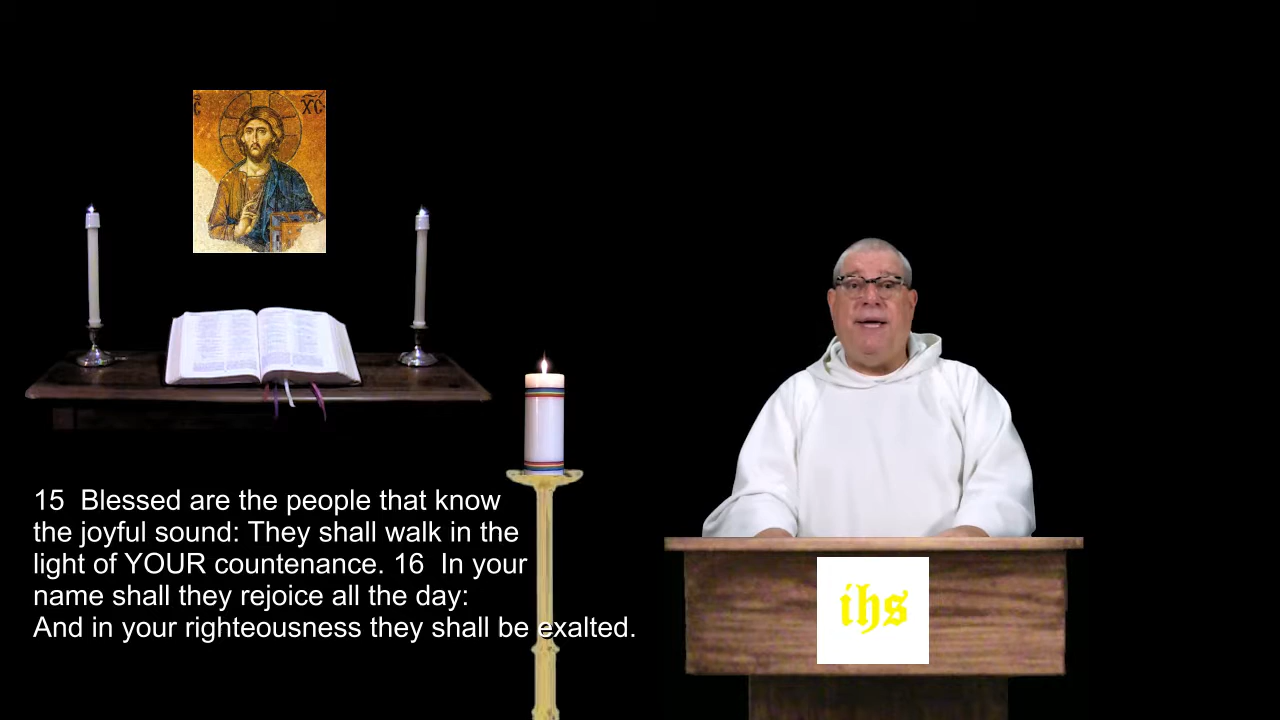 XC
15  Blessed are the people that know
the joyful sound: They shall walk in the
light of YOUR countenance. 16  In your
name shall they rejoice all the day:
And in your righteousness they shall be exalted.
ihs